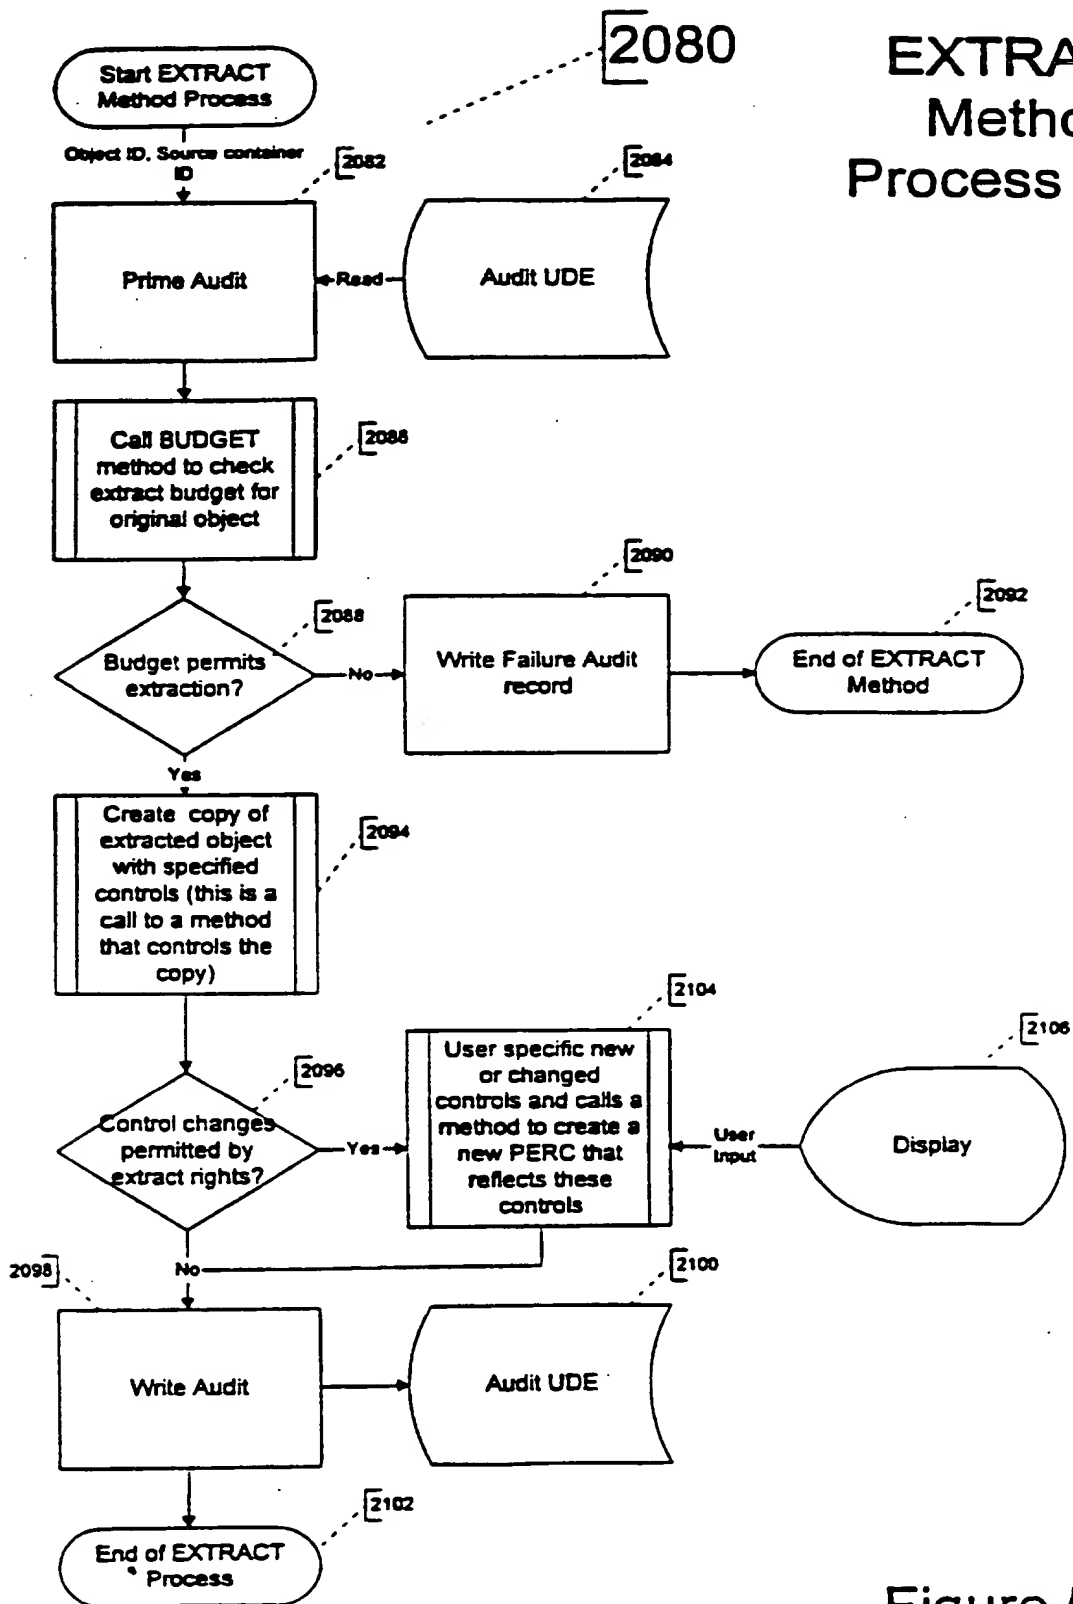 2080
EXTRA
Metho
Process
Start EXTRACT
Method Process
Object ID, Source container
ID
2082
2084
Prime Audit
Read
Audit UDE
Call BUDGET
method to check
extract budget for
original object
2086
2088
Budget permits
extraction?
No
2090
Write Failure Audit
record
2092
End of EXTRACT
Method
Yes
Create copy of
extracted object
with specified
controls (this is a
call to a method
that controls the
copy)
2094
2096
Control changes
permitted by
extract rights?
Yes
2104
User specific new
or changed
controls and calls a
method to create a
new PERC that
reflects these
controls
User
Input
2106
Display
No
2098
Write Audit
2100
Audit UDE
2102
End of EXTRACT
Process
Figure